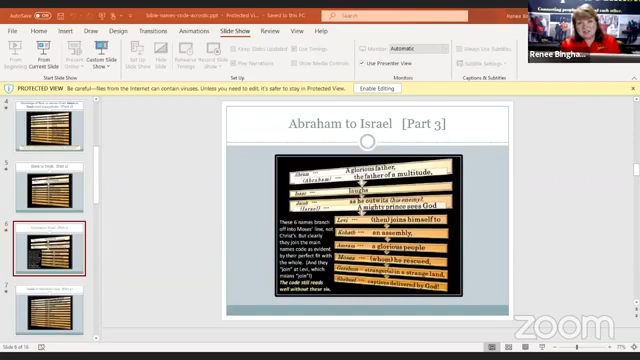 AutoSave Off
bible-names-code-acrostic.ppt - Protected V... - Saved to this PC
Renee Bingham
File Home Insert Draw Design Transitions Animations Slide Show Record Review View Help
From Beginning
From Current Slide
Present Online
Custom Slide Show
Set Up Slide Show
Hide Slide
Rehearse Timings
Record Slide Show
Keep Slides Updated
Play Narrations
Show Media Controls
Use Timings
Monitor Automatic
Use Presenter View
Always Use Subtitles
Subtitle Settings
Start Slide Show
Set Up
Monitors
Captions & Subtitles
Renee Bingha...
PROTECTED VIEW Be careful—files from the Internet can contain viruses. Unless you need to edit, it's safer to stay in Protected View.
Enable Editing
4
5
6
7
Abraham to Israel [Part 3]
Abram ---
(Abraham) ---
A glorious father,
the father of a multitude,
Isaac ---
laughs
Jacob ---
as he outwits (his enemy).
(Israel) ---
A mighty prince sees God
These 6 names branch
off into Moses' line, not
Christ's. But clearly
they join the main
names code as evident
by their perfect fit with
the whole. (And they
"join" at Levi, which
means "join"!)
The code still reads
well without these six.
Levi --- (then) joins himself to
Kohath --- an assembly,
Amram --- a glorious people
Moses --- (whom) he rescued,
Gershom --- stranger(s) in a strange land,
Shebuel --- captives delivered by God!
Slide 6 of 16
71%
zoom